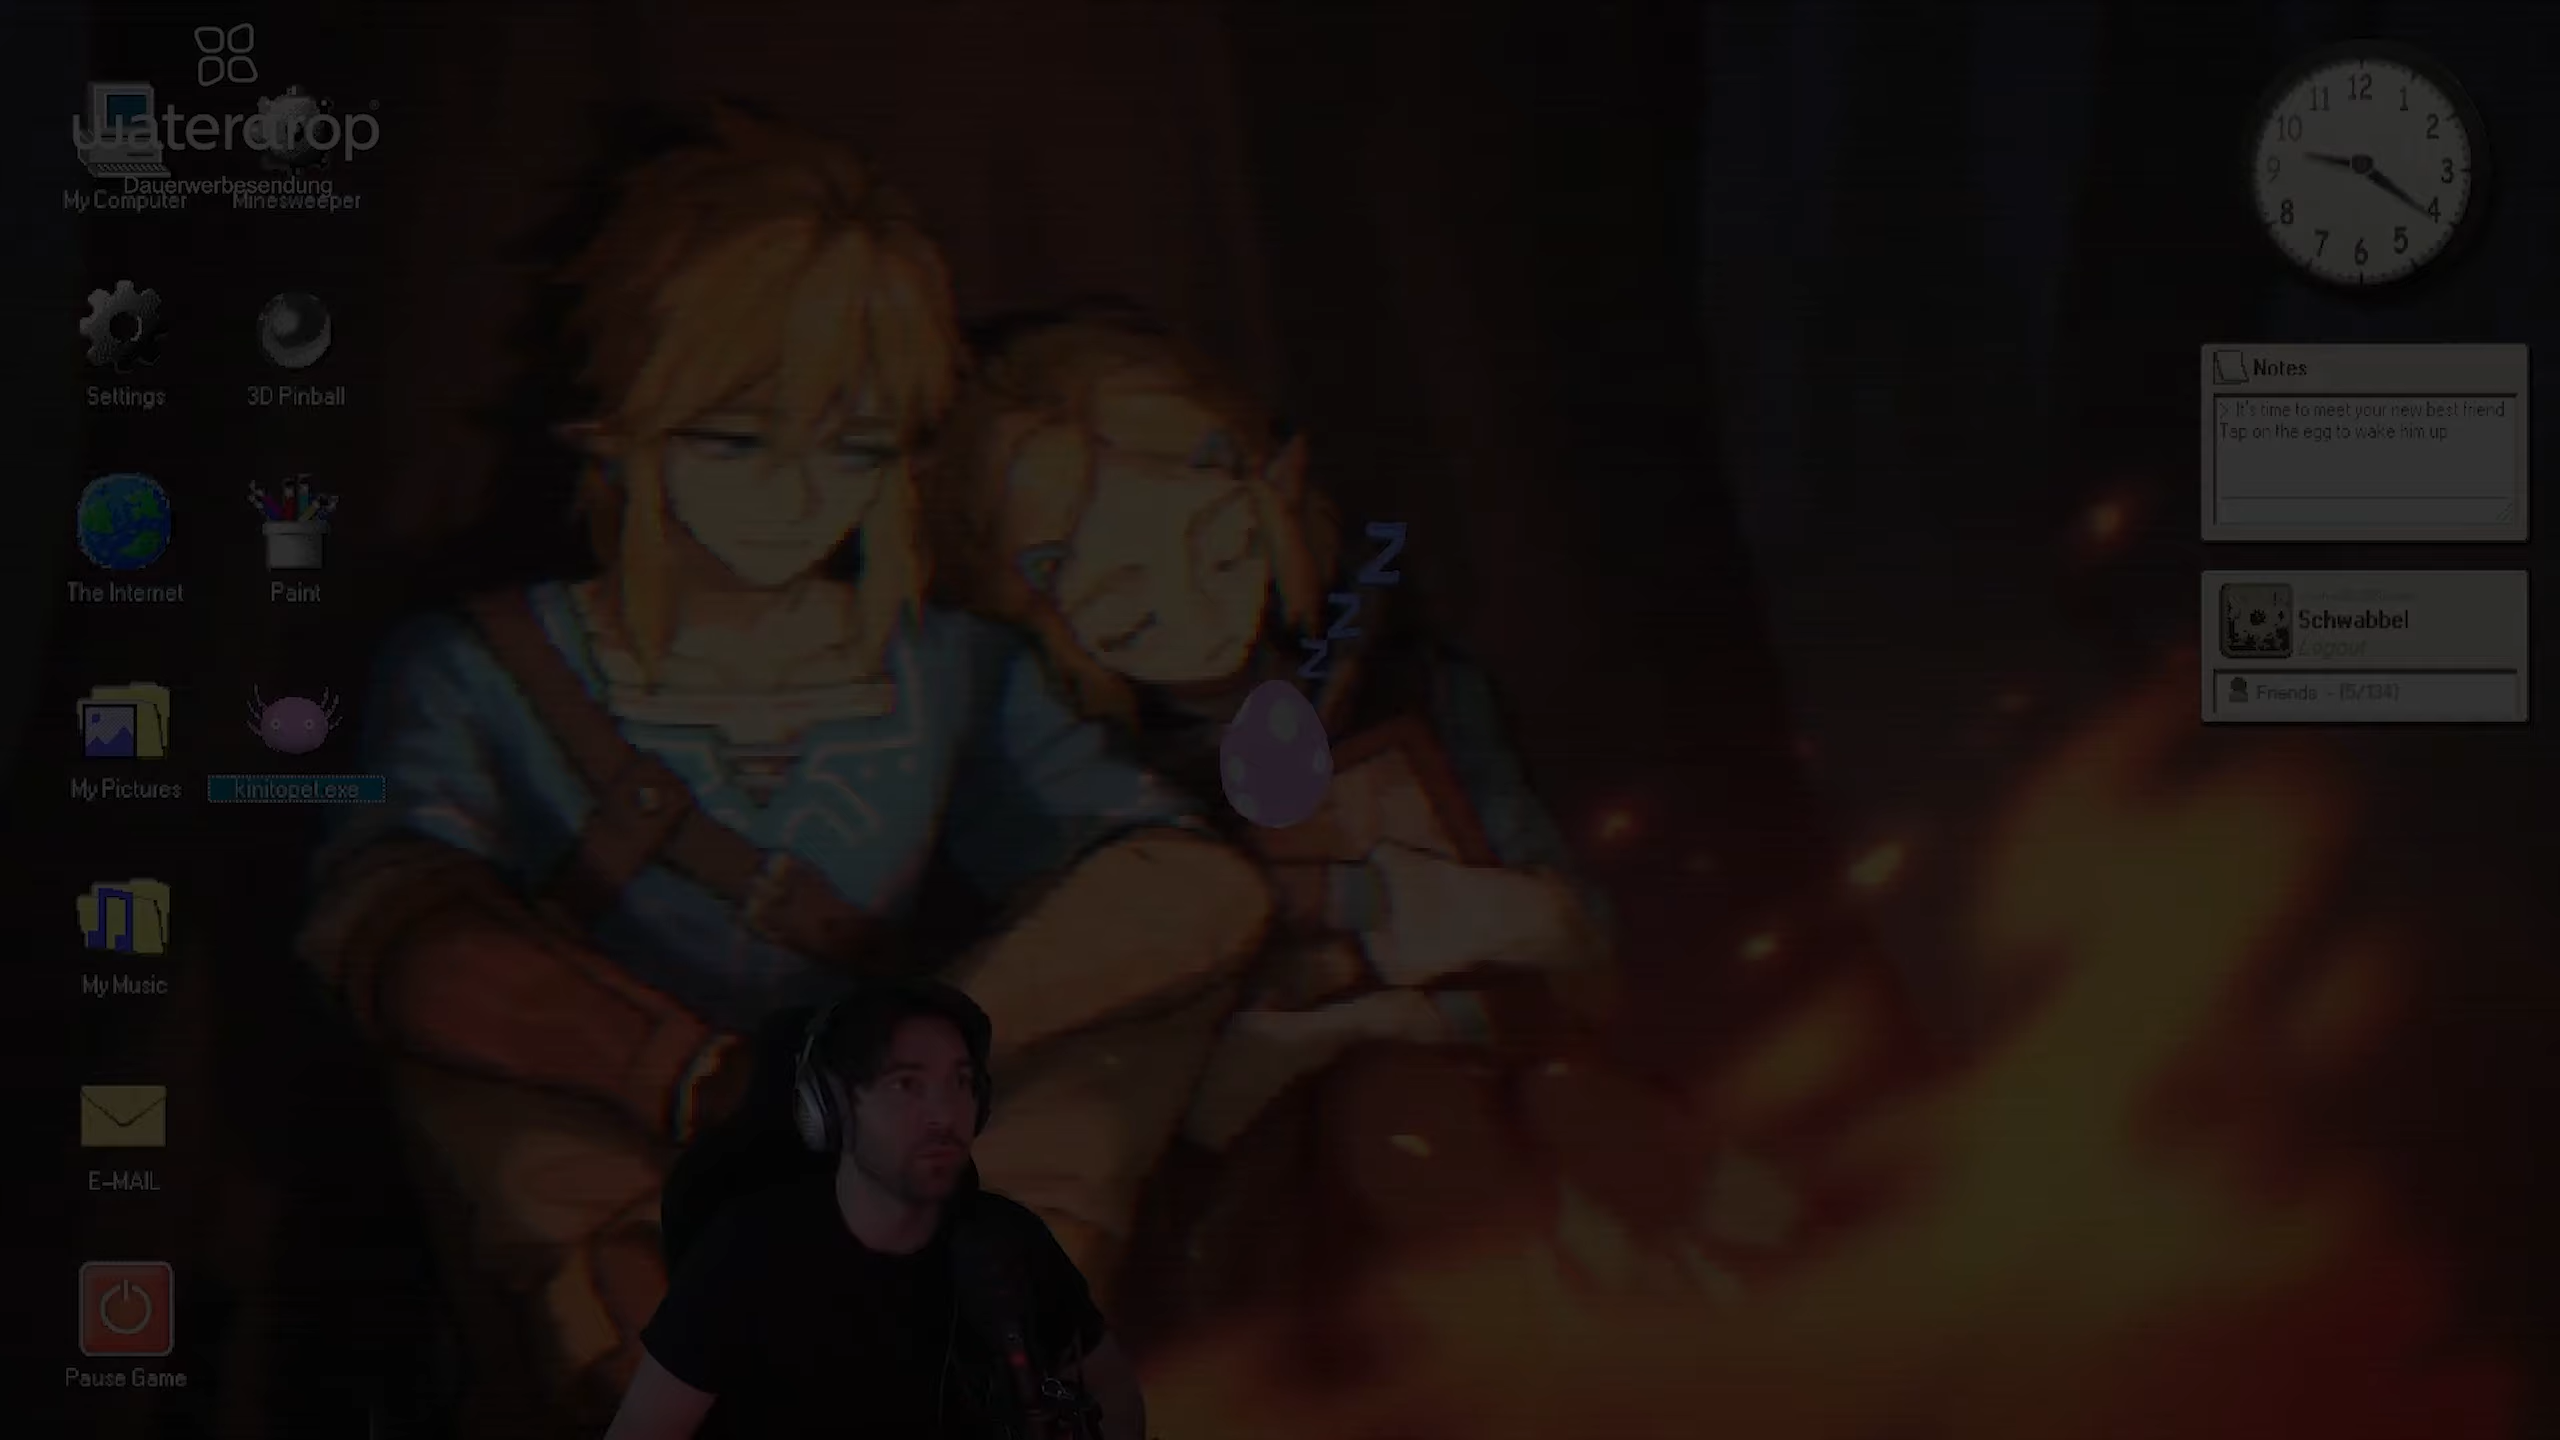 waterdrop
Dauerwerbesendung
My Computer
Minesweeper
Settings
3D Pinball
The Internet
Paint
My Pictures
kinitopet.exe
My Music
E-MAIL
Pause Game
Z
Z
Z
12
1
2
3
4
5
6
7
8
9
10
11
Notes
> It's time to meet your new best friend
Tap on the egg to wake him up
Schwabbel
Logout
Friends - (5/134)